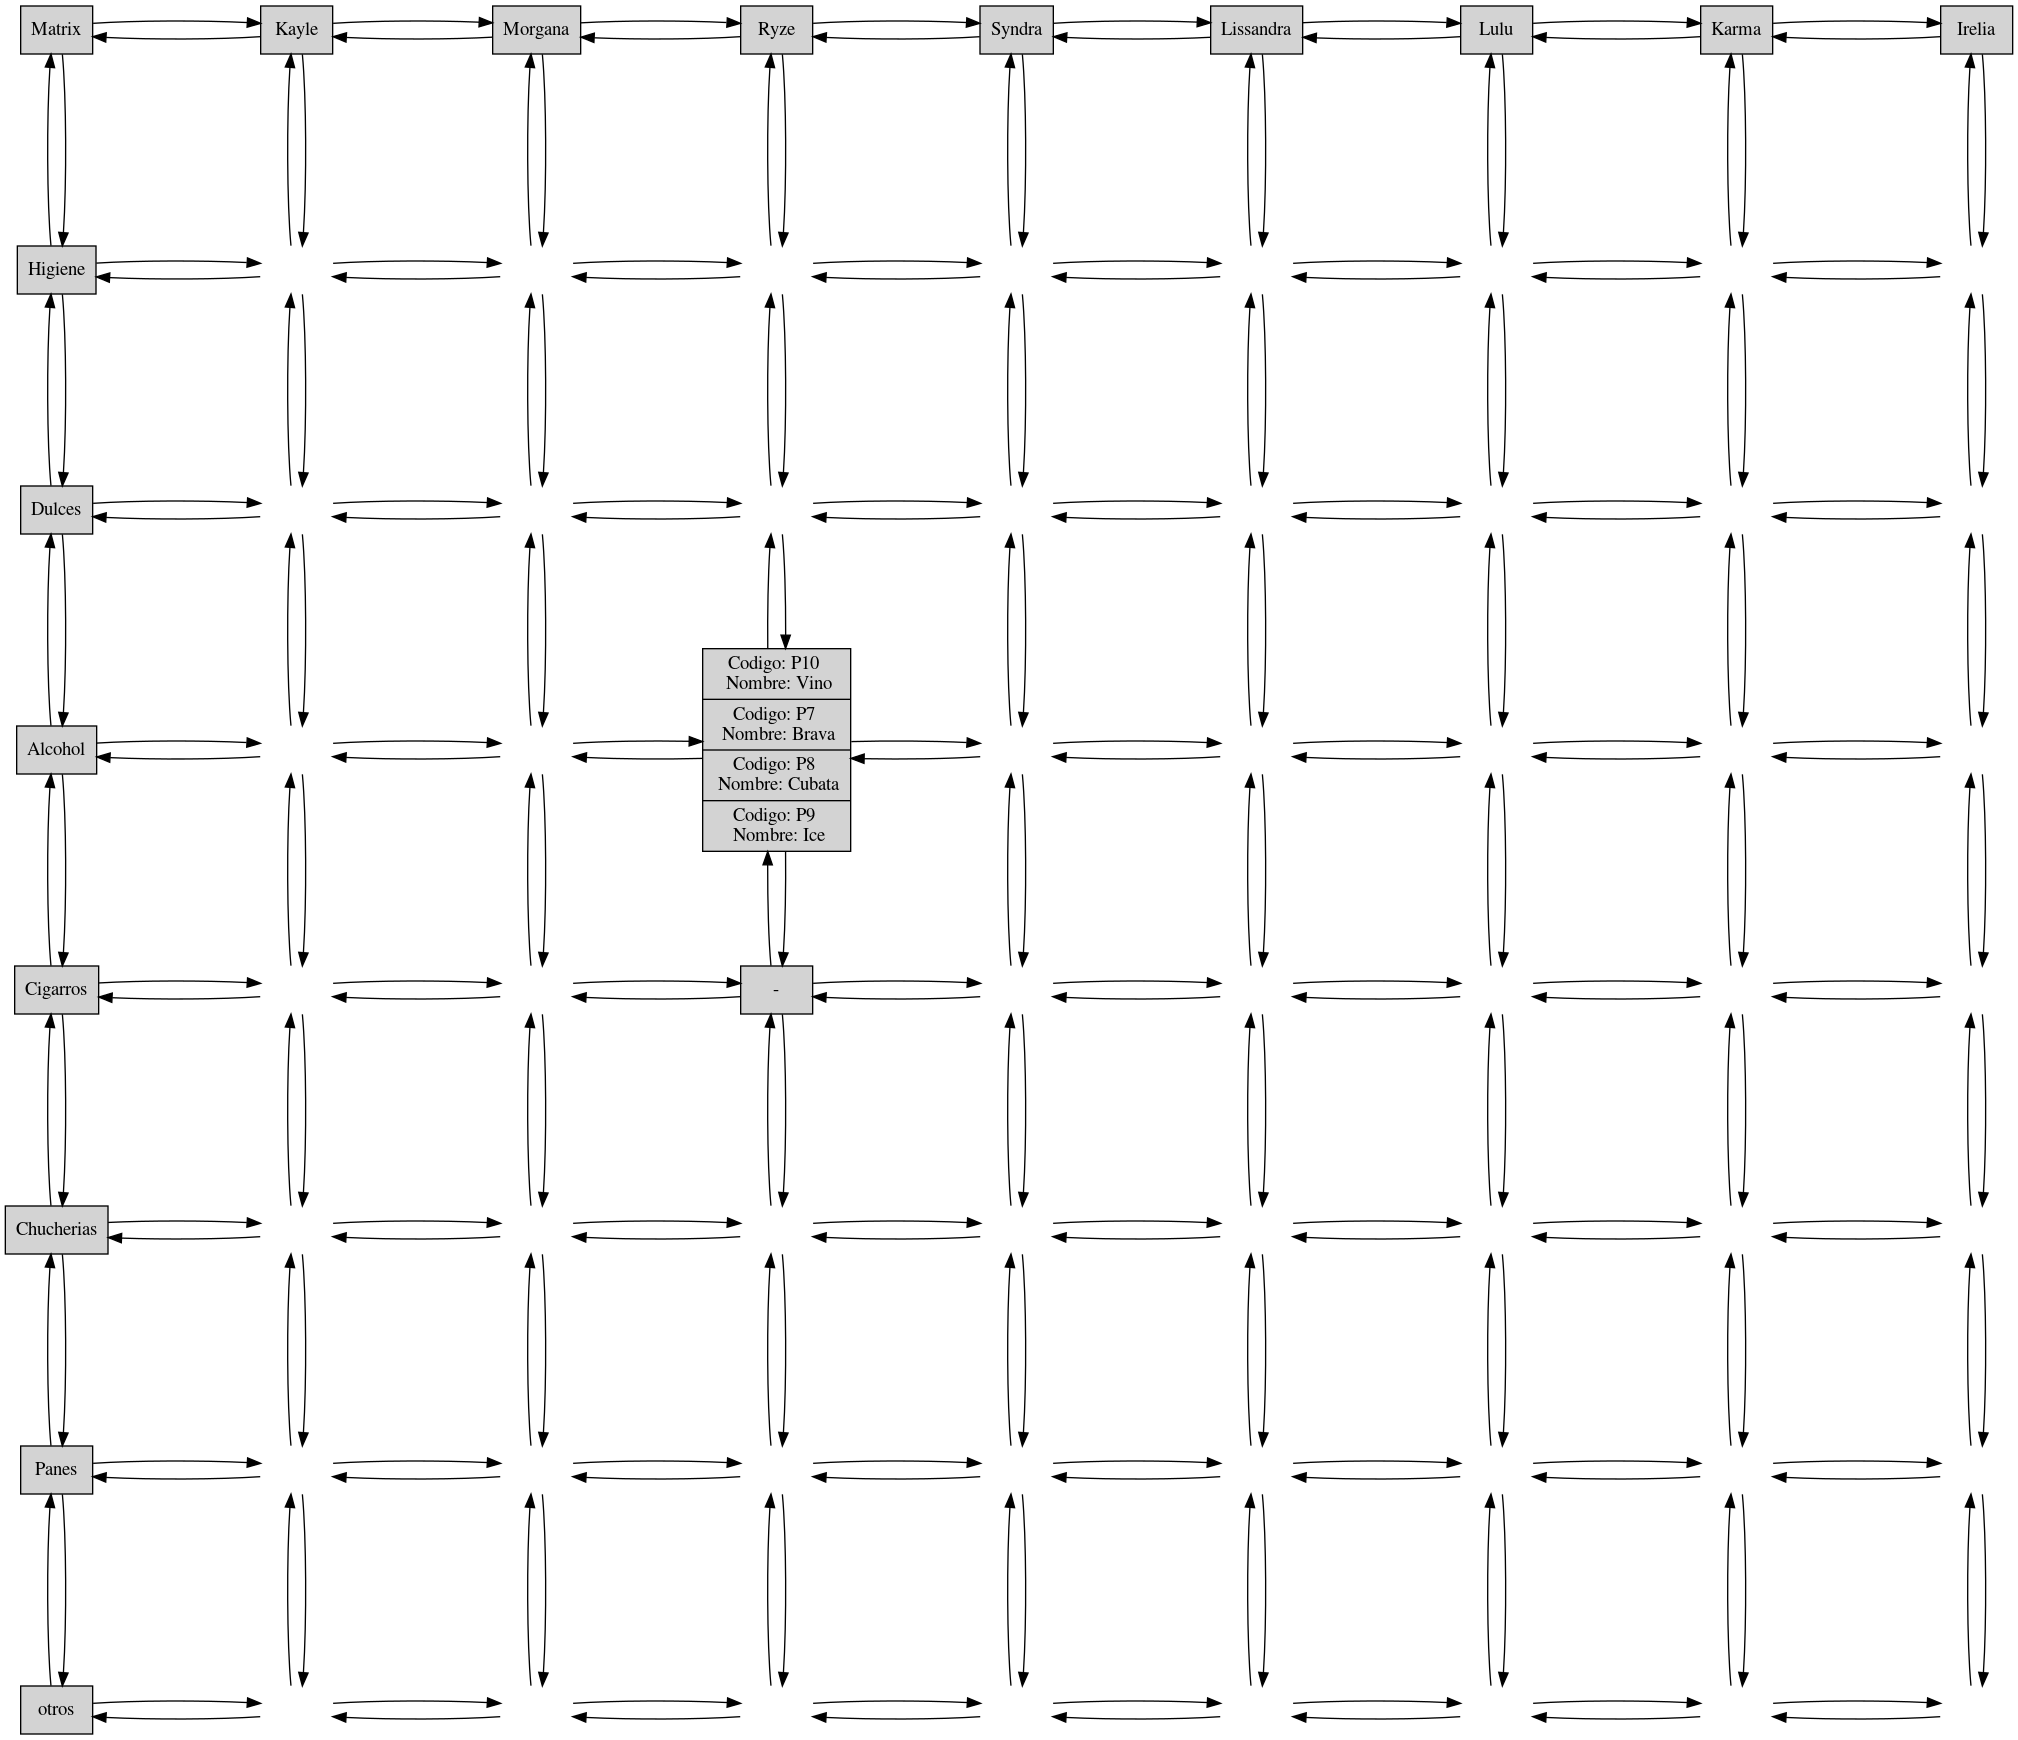 Matrix
Kayle
Morgana
Ryze
Syndra
Lissandra
Lulu
Karma
Irelia
Higiene
Dulces
Alcohol
Codigo: P10
Nombre: Vino
Codigo: P7
Nombre: Brava
Codigo: P8
Nombre: Cubata
Codigo: P9
Nombre: Ice
Cigarros
-
Chucherias
Panes
otros